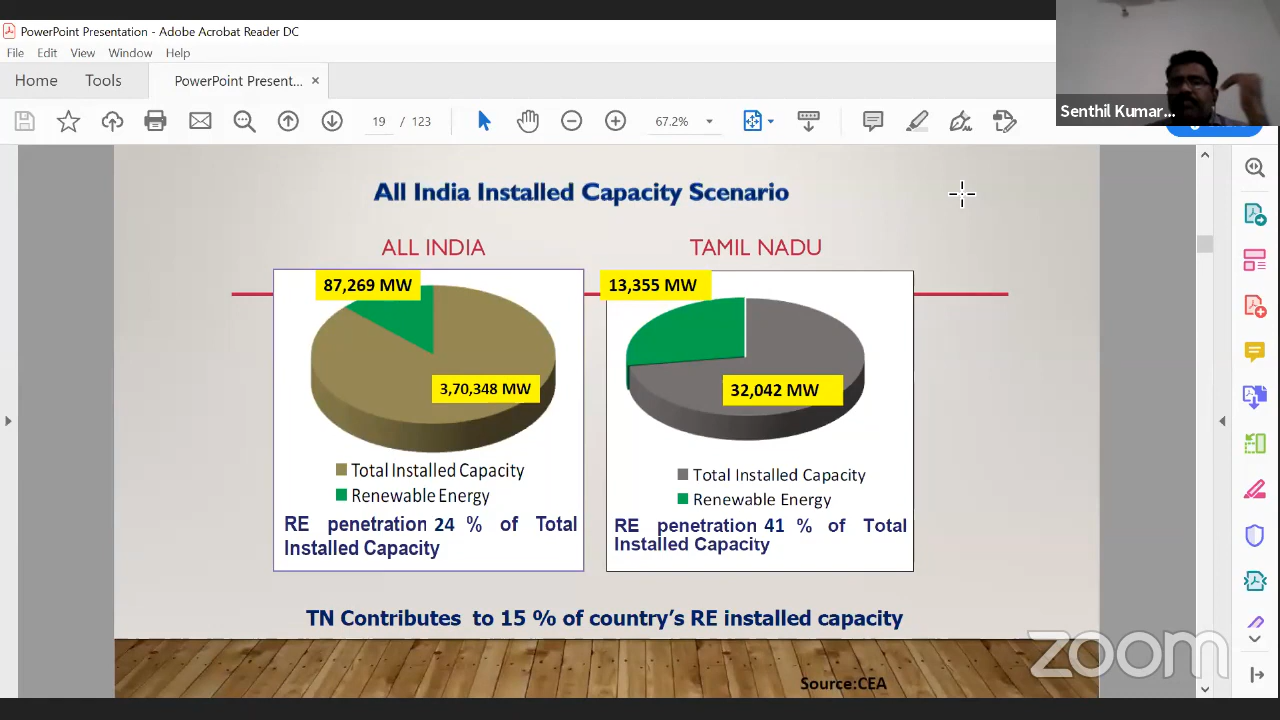 PowerPoint Presentation - Adobe Acrobat Reader DC
File Edit View Window Help
Home Tools PowerPoint Present... ×
19 / 123 67.2%
Senthil Kumar...
All India Installed Capacity Scenario
ALL INDIA
87,269 MW
3,70,348 MW
Total Installed Capacity
Renewable Energy
RE penetration 24 % of Total
Installed Capacity
TAMIL NADU
13,355 MW
32,042 MW
Total Installed Capacity
Renewable Energy
RE penetration 41 % of Total
Installed Capacity
TN Contributes to 15 % of country's RE installed capacity
Source:CEA
zoom